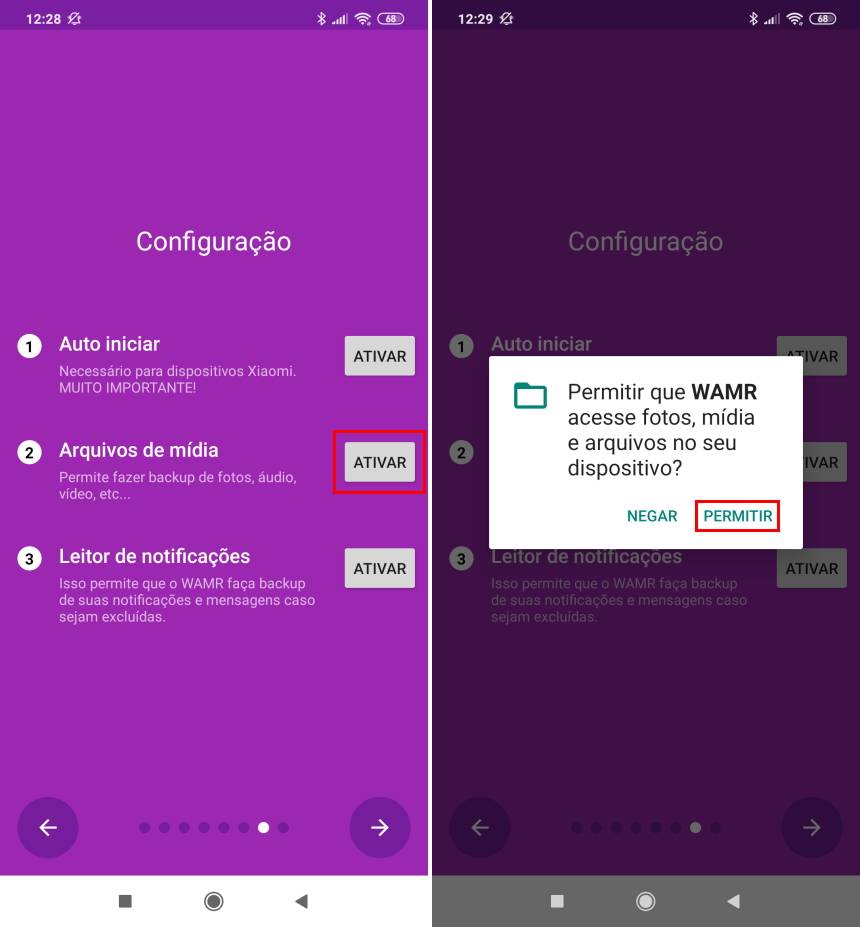 12:28
68
Configuração
1
Auto iniciar
ATIVAR
Necessário para dispositivos Xiaomi.
MUITO IMPORTANTE!
2
Arquivos de mídia
ATIVAR
Permite fazer backup de fotos, áudio,
vídeo, etc...
3
Leitor de notificações
ATIVAR
Isso permite que o WAMR faça backup
de suas notificações e mensagens caso
sejam excluídas.
12:29
68
Configuração
1
Auto iniciar
ATIVAR
Permitir que WAMR
acesse fotos, mídia
e arquivos no seu
dispositivo?
NEGAR
PERMITIR
2
IVAR
3
Leitor de notificações
ATIVAR
Isso permite que o WAMR faça backup
de suas notificações e mensagens caso
sejam excluídas.